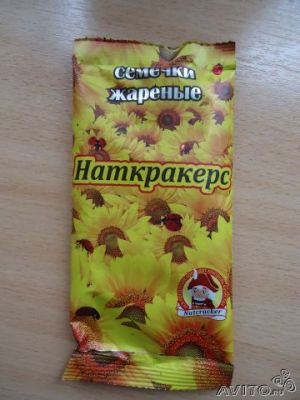 семечки
жареные
Наткракерс
Nutcracker
AVITO.ru